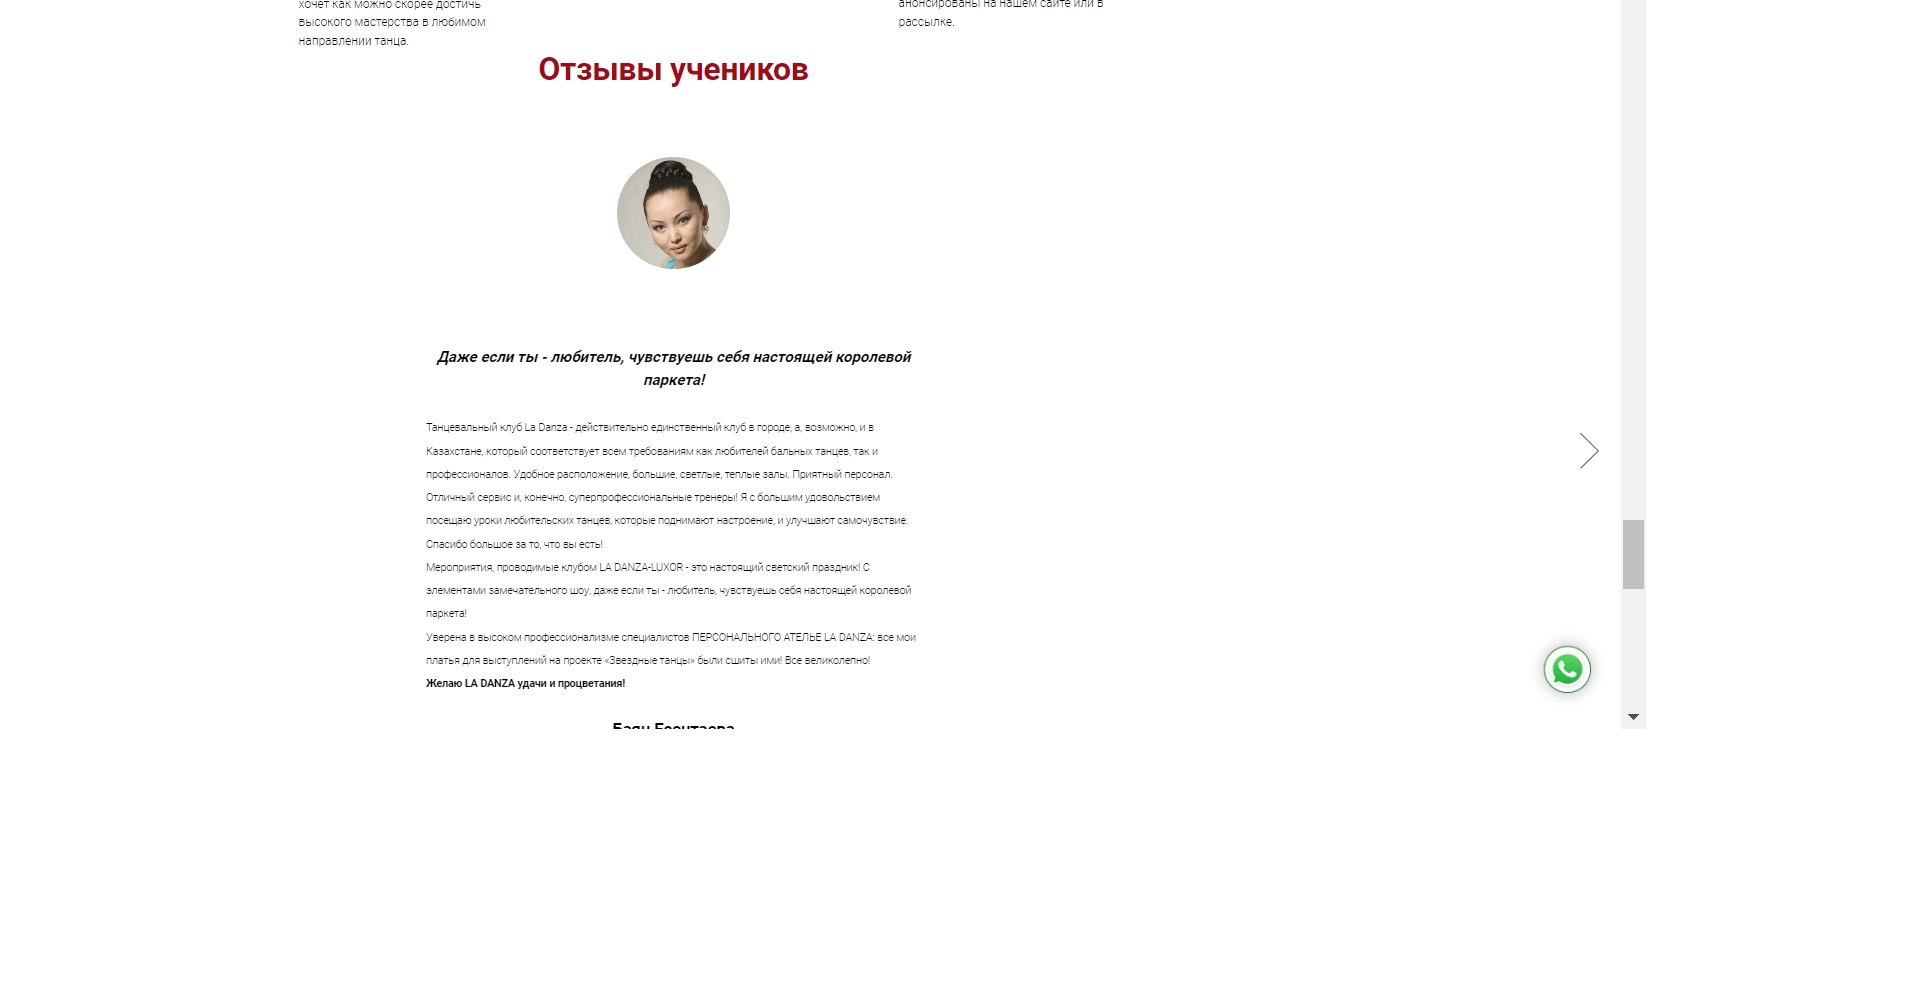 хочет как можно скорее достичь
высокого мастерства в любимом
направлении танца.
анонсированы на нашем сайте или в
рассылке.
Отзывы учеников
Даже если ты - любитель, чувствуешь себя настоящей королевой
паркета!
Танцевальный клуб La Danza - действительно единственный клуб в городе, а, возможно, и в
Казахстане, который соответствует всем требованиям как любителей бальных танцев, так и
профессионалов. Удобное расположение, большие, светлые, теплые залы. Приятный персонал.
Отличный сервис и, конечно, суперпрофессиональные тренеры! Я с большим удовольствием
посещаю уроки любительских танцев, которые поднимают настроение, и улучшают самочувствие.
Спасибо большое за то, что вы есть!
Мероприятия, проводимые клубом LA DANZA-LUXOR - это настоящий светский праздник! С
элементами замечательного шоу, даже если ты - любитель, чувствуешь себя настоящей королевой
паркета!
Уверена в высоком профессионализме специалистов ПЕРСОНАЛЬНОГО АТЕЛЬЕ LA DANZA: все мои
платья для выступлений на проекте «Звездные танцы» были сшиты ими! Все великолепно!
Желаю LA DANZA удачи и процветания!
Баян Есентаева